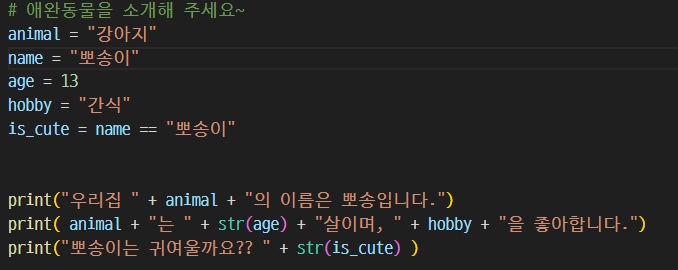 # 애완동물을 소개해 주세요~
animal = "강아지"
name = "뽀송이"
age = 13
hobby = "간식"
is_cute = name == "뽀송이"
print("우리집 " + animal + "의 이름은 뽀송입니다.")
print( animal + "는 " + str(age) + "살이며, " + hobby + "을 좋아합니다.")
print("뽀송이는 귀여울까요?? " + str(is_cute) )